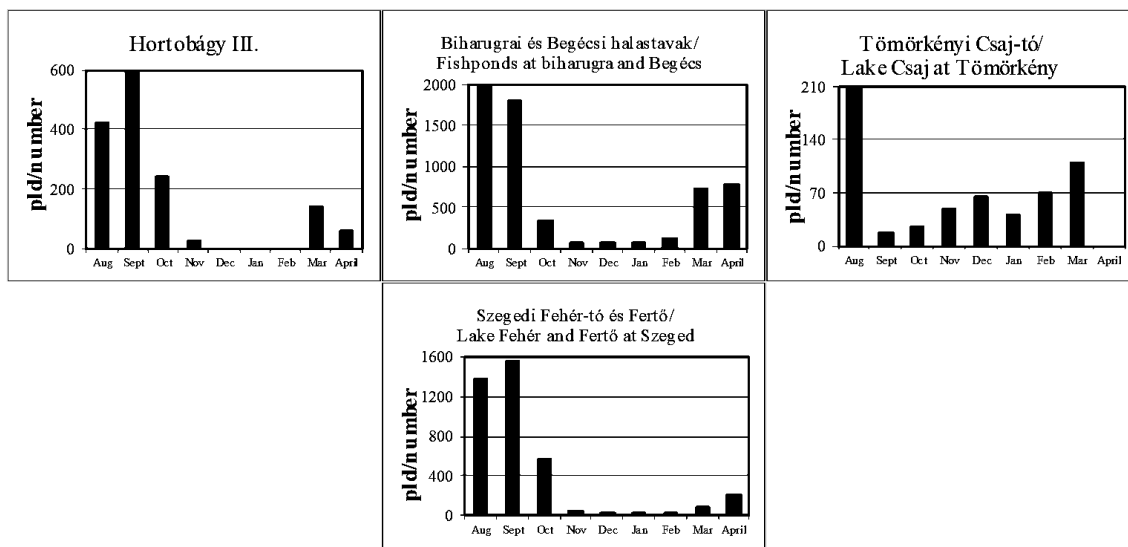 Hortobágy III.
pld/number
600
400
200
0
Aug Sept Oct Nov Dec Jan Feb Mar April
Biharugrai és Begécsi halastavak/
Fishponds at biharugra and Begécs
pld/number
2000
1500
1000
500
0
Aug Sept Oct Nov Dec Jan Feb Mar April
Tömörkényi Csaj-tó/
Lake Csaj at Tömörkény
pld/number
210
140
70
0
Aug Sept Oct Nov Dec Jan Feb Mar April
Szegedi Fehér-tó és Fertő/
Lake Fehér and Fertő at Szeged
pld/number
1600
1200
800
400
0
Aug Sept Oct Nov Dec Jan Feb Mar April